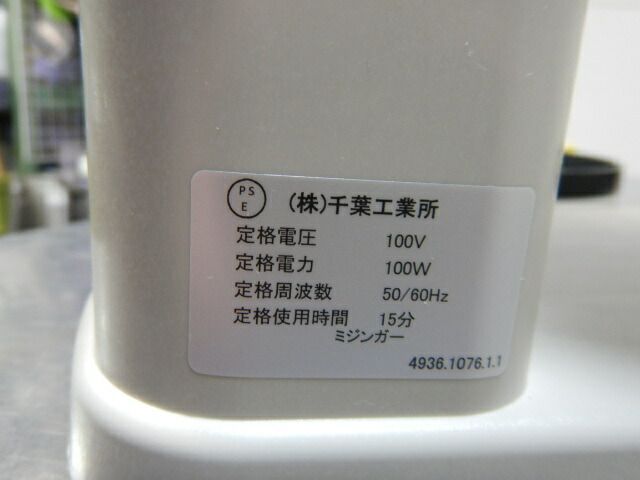 PS
E
(株)千葉工業所
定格電圧 100V
定格電力 100W
定格周波数 50/60Hz
定格使用時間 15分
ミジンガー
4936.1076.1.1